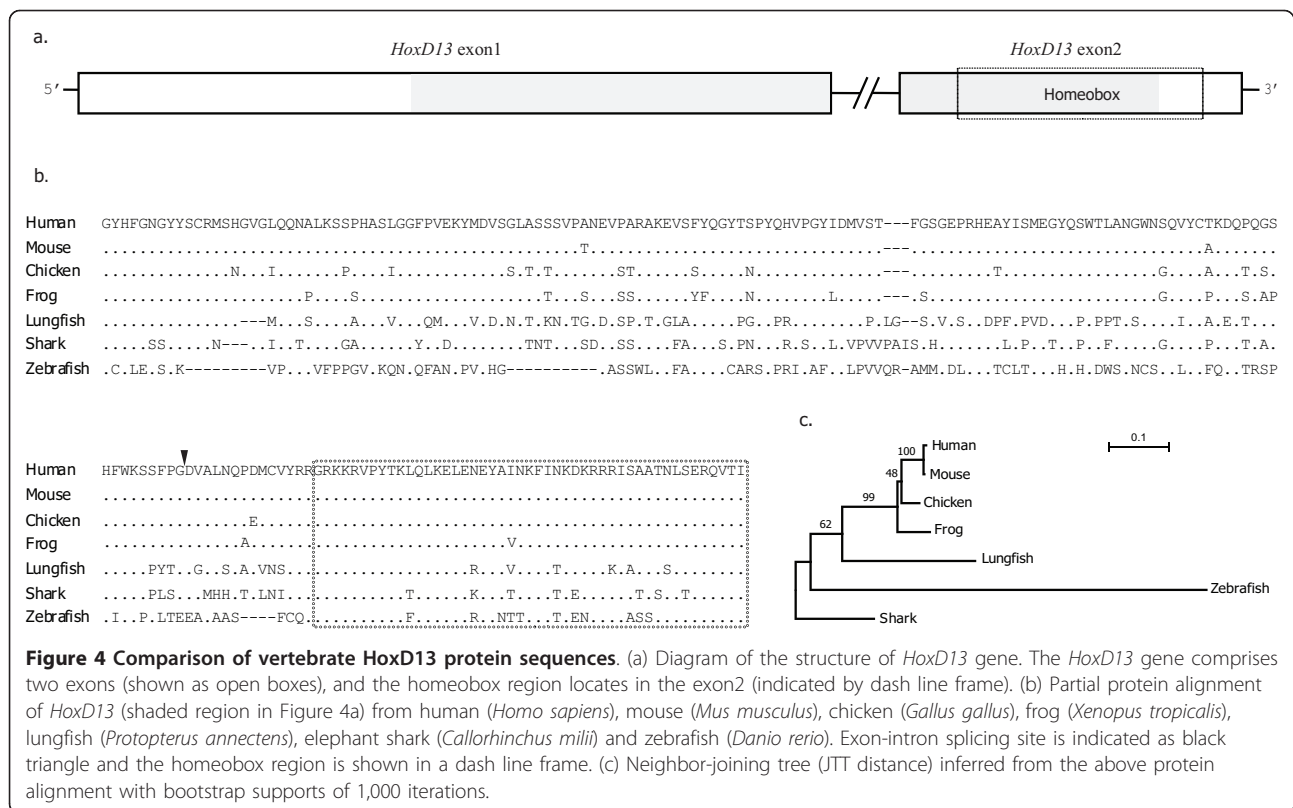 a.
HoxD13 exon1
HoxD13 exon2
5′
Homeobox
3′
b.
Human GYHFGNGYYSCRMSHGVGLQQNALKSSPHASLGGFPVEKYMDVSGLASSSVPANEVPARAKEVSFYQGYTSPYQHVPGYIDMVST---FGSGEPRHEAYISMEGYQSWTLANGWNSQVYCTKDQPQGS
Mouse ....................................................T................................---..............................A.......
Chicken ..............N...I.......P....I..............S.T.T.......ST.......S.....N.............---..........T...............G....A...T.S.
Frog ......................P....S.....................T...S...SS......YF....N........L.....---.S.........................G....P...S.AP
Lungfish ...............---M...S....A...V...QM...V.D.N.T.KN.TG.D.SP.T.GLA....PG..PR.......P.LG--S.V.S..DPF.PVD...P.PPT.S....I..A.E.T...
Shark .....SS.....N---..I..T....GA......Y..D........TNT...SD..SS....FA...S.PN...R.S..L.VPVVPAIS.H.......L.P..T..P..F.....G....P...T.A.
Zebrafish .C.LE.S.K---------VP...VFPPGV.KQN.QFAN.PV.HG----------.ASSWL..FA....CARS.PRI.AF..LPVVQR-AMM.DL...TCLT...H.H.DWS.NCS..L..FQ..TRSP
Human HFWKSSFPGDVALNQPDMCVYRRGRKKRVPYTKLQLKELENEYAINKFINKDKRRRISAATNLSERQVTI
Mouse ......................................................................
Chicken ................E.....................................................
Frog ...............A............................V.........................
Lungfish .....PYT..G..S.A.VNS....................R...V....T.....K.A...S........
Shark .....PLS...MHH.T.LNI.............T......K...T....T.E......T.S..T......
Zebrafish .I..P.LTEEA.AAS----FCQ...........F......R..NTT...T.EN.......ASS.......
c.
0.1
Human
100
Mouse
48
Chicken
99
Frog
62
Lungfish
Zebrafish
Shark
Figure 4 Comparison of vertebrate HoxD13 protein sequences. (a) Diagram of the structure of HoxD13 gene. The HoxD13 gene comprises
two exons (shown as open boxes), and the homeobox region locates in the exon2 (indicated by dash line frame). (b) Partial protein alignment
of HoxD13 (shaded region in Figure 4a) from human (Homo sapiens), mouse (Mus musculus), chicken (Gallus gallus), frog (Xenopus tropicalis),
lungfish (Protopterus annectens), elephant shark (Callorhinchus milii) and zebrafish (Danio rerio). Exon-intron splicing site is indicated as black
triangle and the homeobox region is shown in a dash line frame. (c) Neighbor-joining tree (JTT distance) inferred from the above protein
alignment with bootstrap supports of 1,000 iterations.